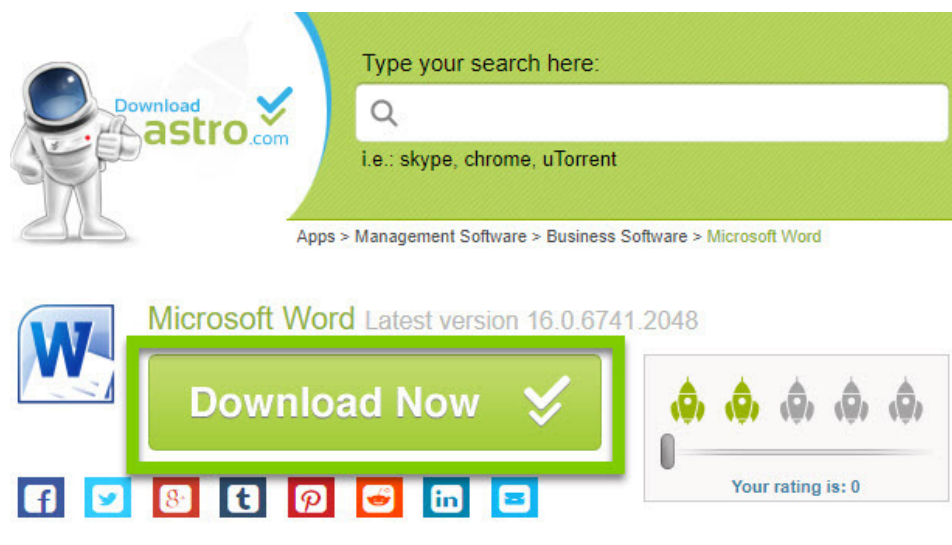 Type your search here:
Download
astro.com
i.e.: skype, chrome, uTorrent
Apps > Management Software > Business Software > Microsoft Word
Microsoft Word Latest version 16.0.6741.2048
Download Now
Your rating is: 0